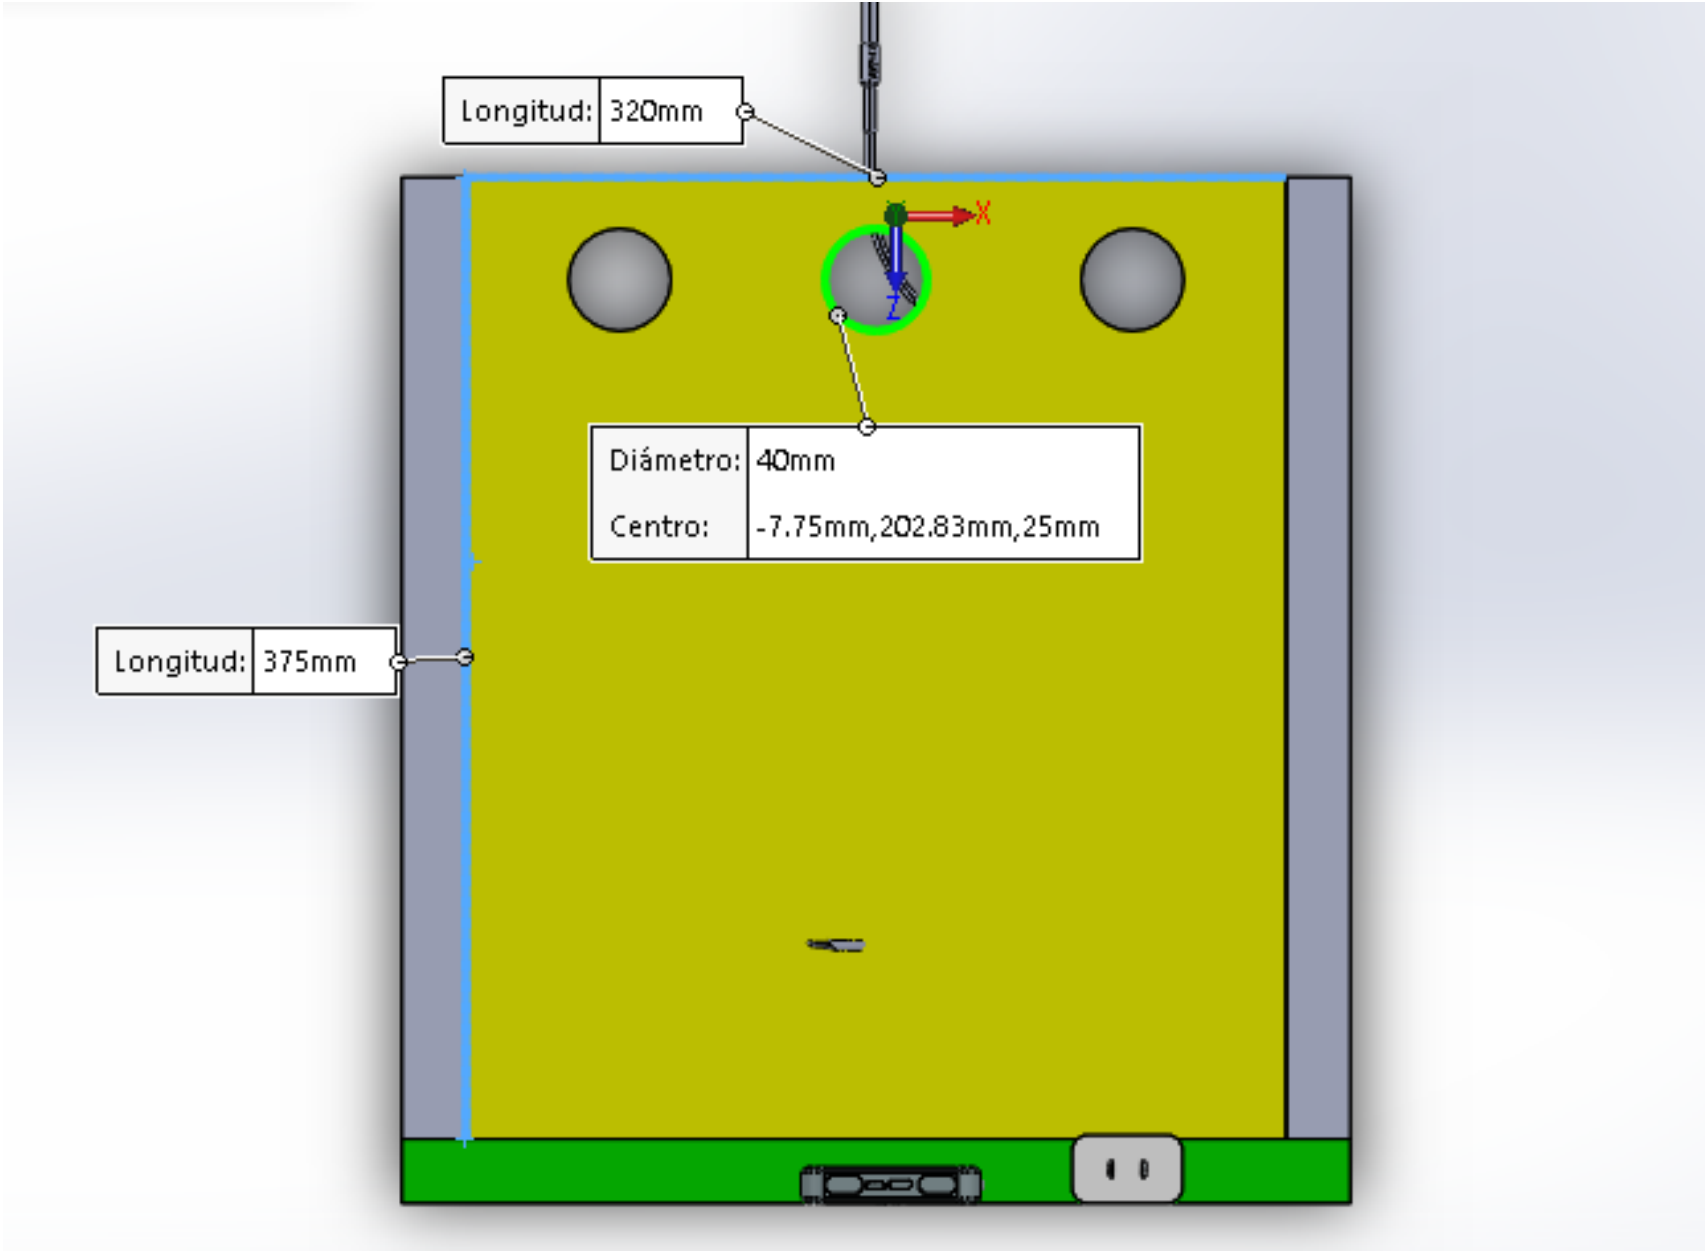 Longitud: 320mm
X
Z
Diámetro: 40mm
Centro: -7.75mm,202.83mm,25mm
Longitud: 375mm